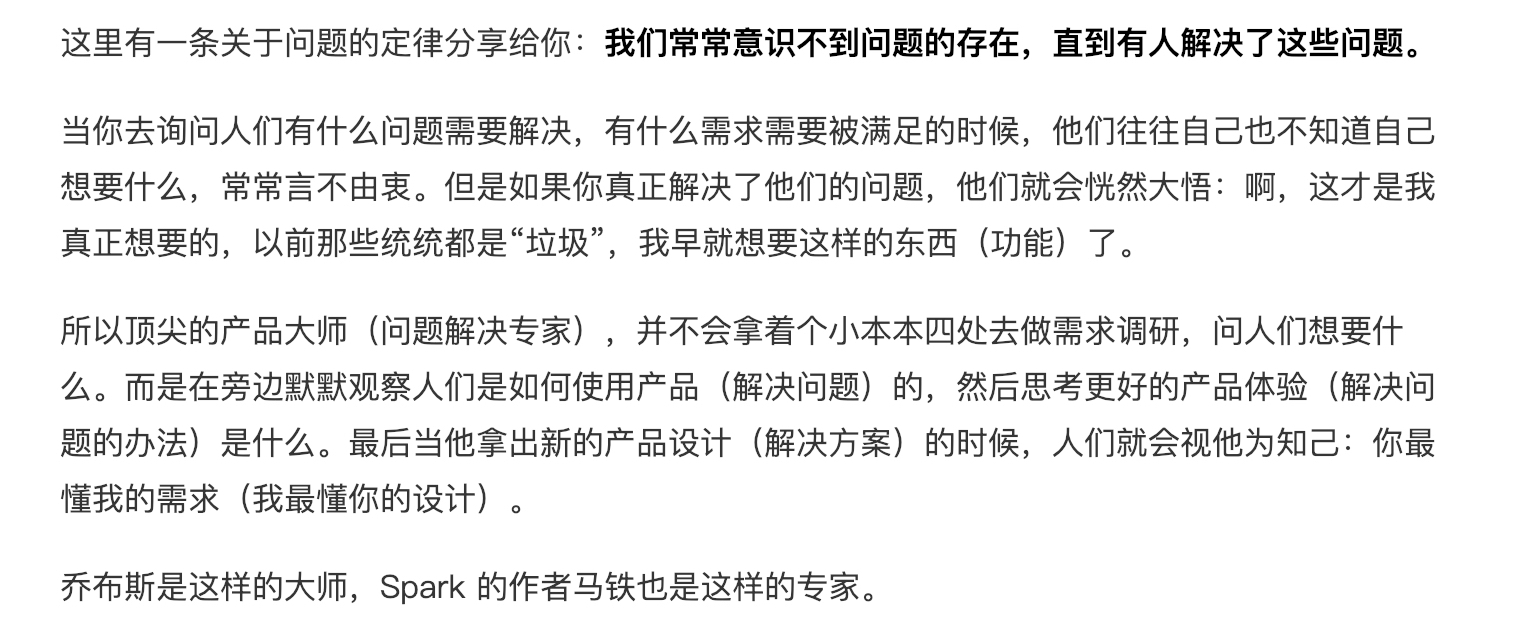 这里有一条关于问题的定律分享给你：我们常常意识不到问题的存在，直到有人解决了这些问题。
当你去询问人们有什么问题需要解决，有什么需求需要被满足的时候，他们往往自己也不知道自己
想要什么，常常言不由衷。但是如果你真正解决了他们的问题，他们就会恍然大悟：啊，这才是我
真正想要的，以前那些统统都是“垃圾”，我早就想要这样的东西（功能）了。
所以顶尖的产品大师（问题解决专家），并不会拿着个小本本四处去做需求调研，问人们想要什
么。而是在旁边默默观察人们是如何使用产品（解决问题）的，然后思考更好的产品体验（解决问
题的办法）是什么。最后当他拿出新的产品设计（解决方案）的时候，人们就会视他为知己：你最
懂我的需求（我最懂你的设计）。
乔布斯是这样的大师，Spark 的作者马铁也是这样的专家。